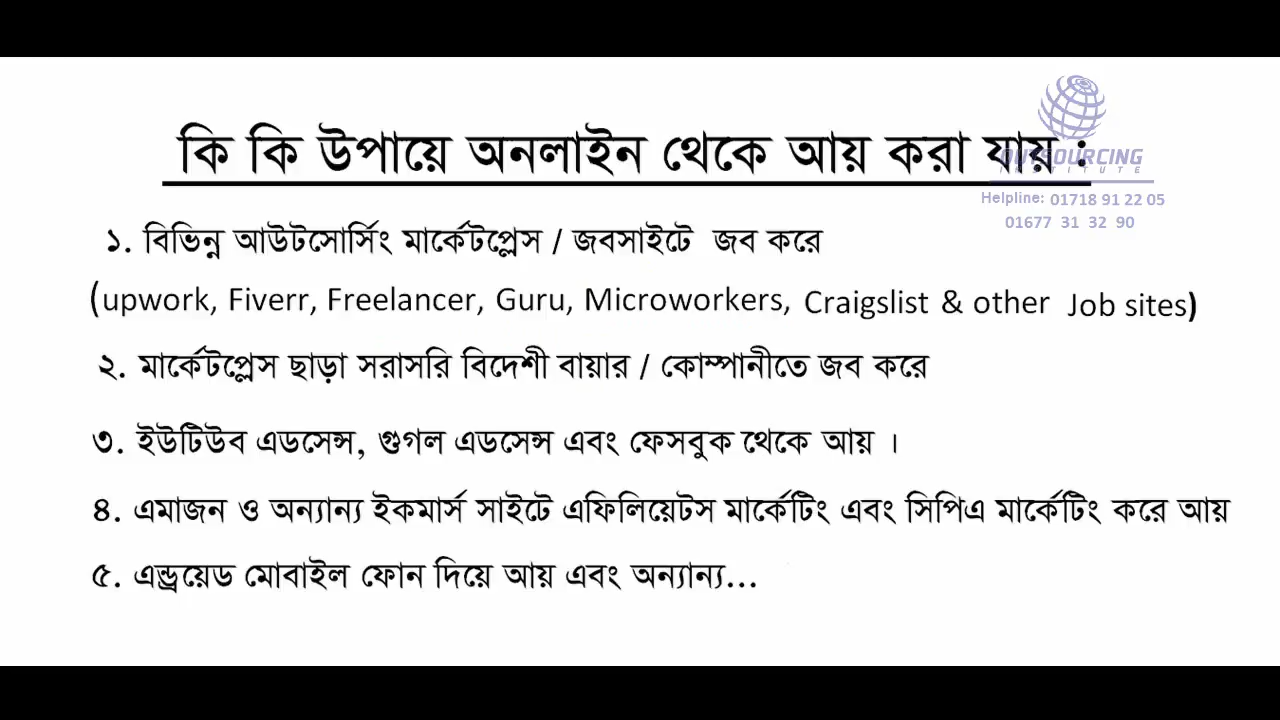 কি কি উপায়ে অনলাইন থেকে আয় করা যায় :
OUTSOURCING
INSTITUTE
Helpline: 01718 91 22 05
01677 31 32 90
১. বিভিন্ন আউটসোর্সিং মার্কেটপ্লেস / জবসাইটে জব করে
(upwork, Fiverr, Freelancer, Guru, Microworkers, Craigslist & other Job sites)
২. মার্কেটপ্লেস ছাড়া সরাসরি বিদেশী বায়ার / কোম্পানীতে জব করে
৩. ইউটিউব এডসেন্স, গুগল এডসেন্স এবং ফেসবুক থেকে আয় ।
৪. এমাজন ও অন্যান্য ইকমার্স সাইটে এফিলিয়েটস মার্কেটিং এবং সিপিএ মার্কেটিং করে আয়
৫. এন্ড্রয়েড মোবাইল ফোন দিয়ে আয় এবং অন্যান্য...